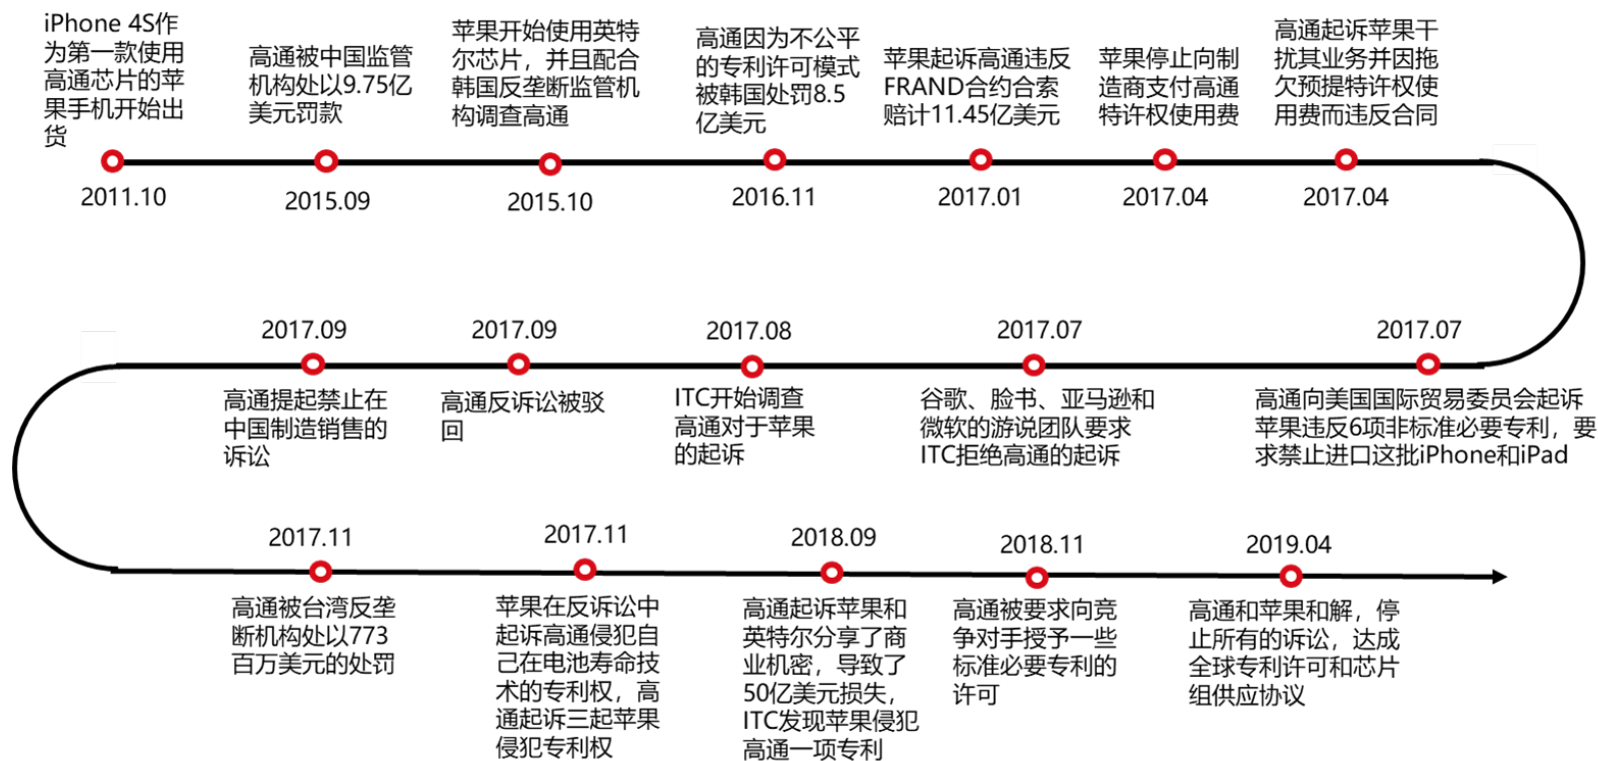 iPhone 4S作
为第一款使用
高通芯片的苹
果手机开始出
货
2011.10
高通被中国监管
机构处以9.75亿
美元罚款
2015.09
苹果开始使用英特
尔芯片，并且配合
韩国反垄断监管机
构调查高通
2015.10
高通因为不公平
的专利许可模式
被韩国处罚8.5
亿美元
2016.11
苹果起诉高通违反
FRAND合约合索
赔计11.45亿美元
2017.01
苹果停止向制
造商支付高通
特许权使用费
2017.04
高通起诉苹果干
扰其业务并因拖
欠预提特许权使
用费而违反合同
2017.04
2017.07
高通向美国国际贸易委员会起诉
苹果违反6项非标准必要专利，要
求禁止进口这批iPhone和iPad
2017.07
谷歌、脸书、亚马逊和
微软的游说团队要求
ITC拒绝高通的起诉
2017.08
ITC开始调查
高通对于苹果
的起诉
2017.09
高通反诉讼被驳
回
2017.09
高通提起禁止在
中国制造销售的
诉讼
2017.11
高通被台湾反垄
断机构处以773
百万美元的处罚
2017.11
苹果在反诉讼中
起诉高通侵犯自
己在电池寿命技
术的专利权，高
通起诉三起苹果
侵犯专利权
2018.09
高通起诉苹果和
英特尔分享了商
业机密，导致了
50亿美元损失，
ITC发现苹果侵犯
高通一项专利
2018.11
高通被要求向竞
争对手授予一些
标准必要专利的
许可
2019.04
高通和苹果和解，停
止所有的诉讼，达成
全球专利许可和芯片
组供应协议